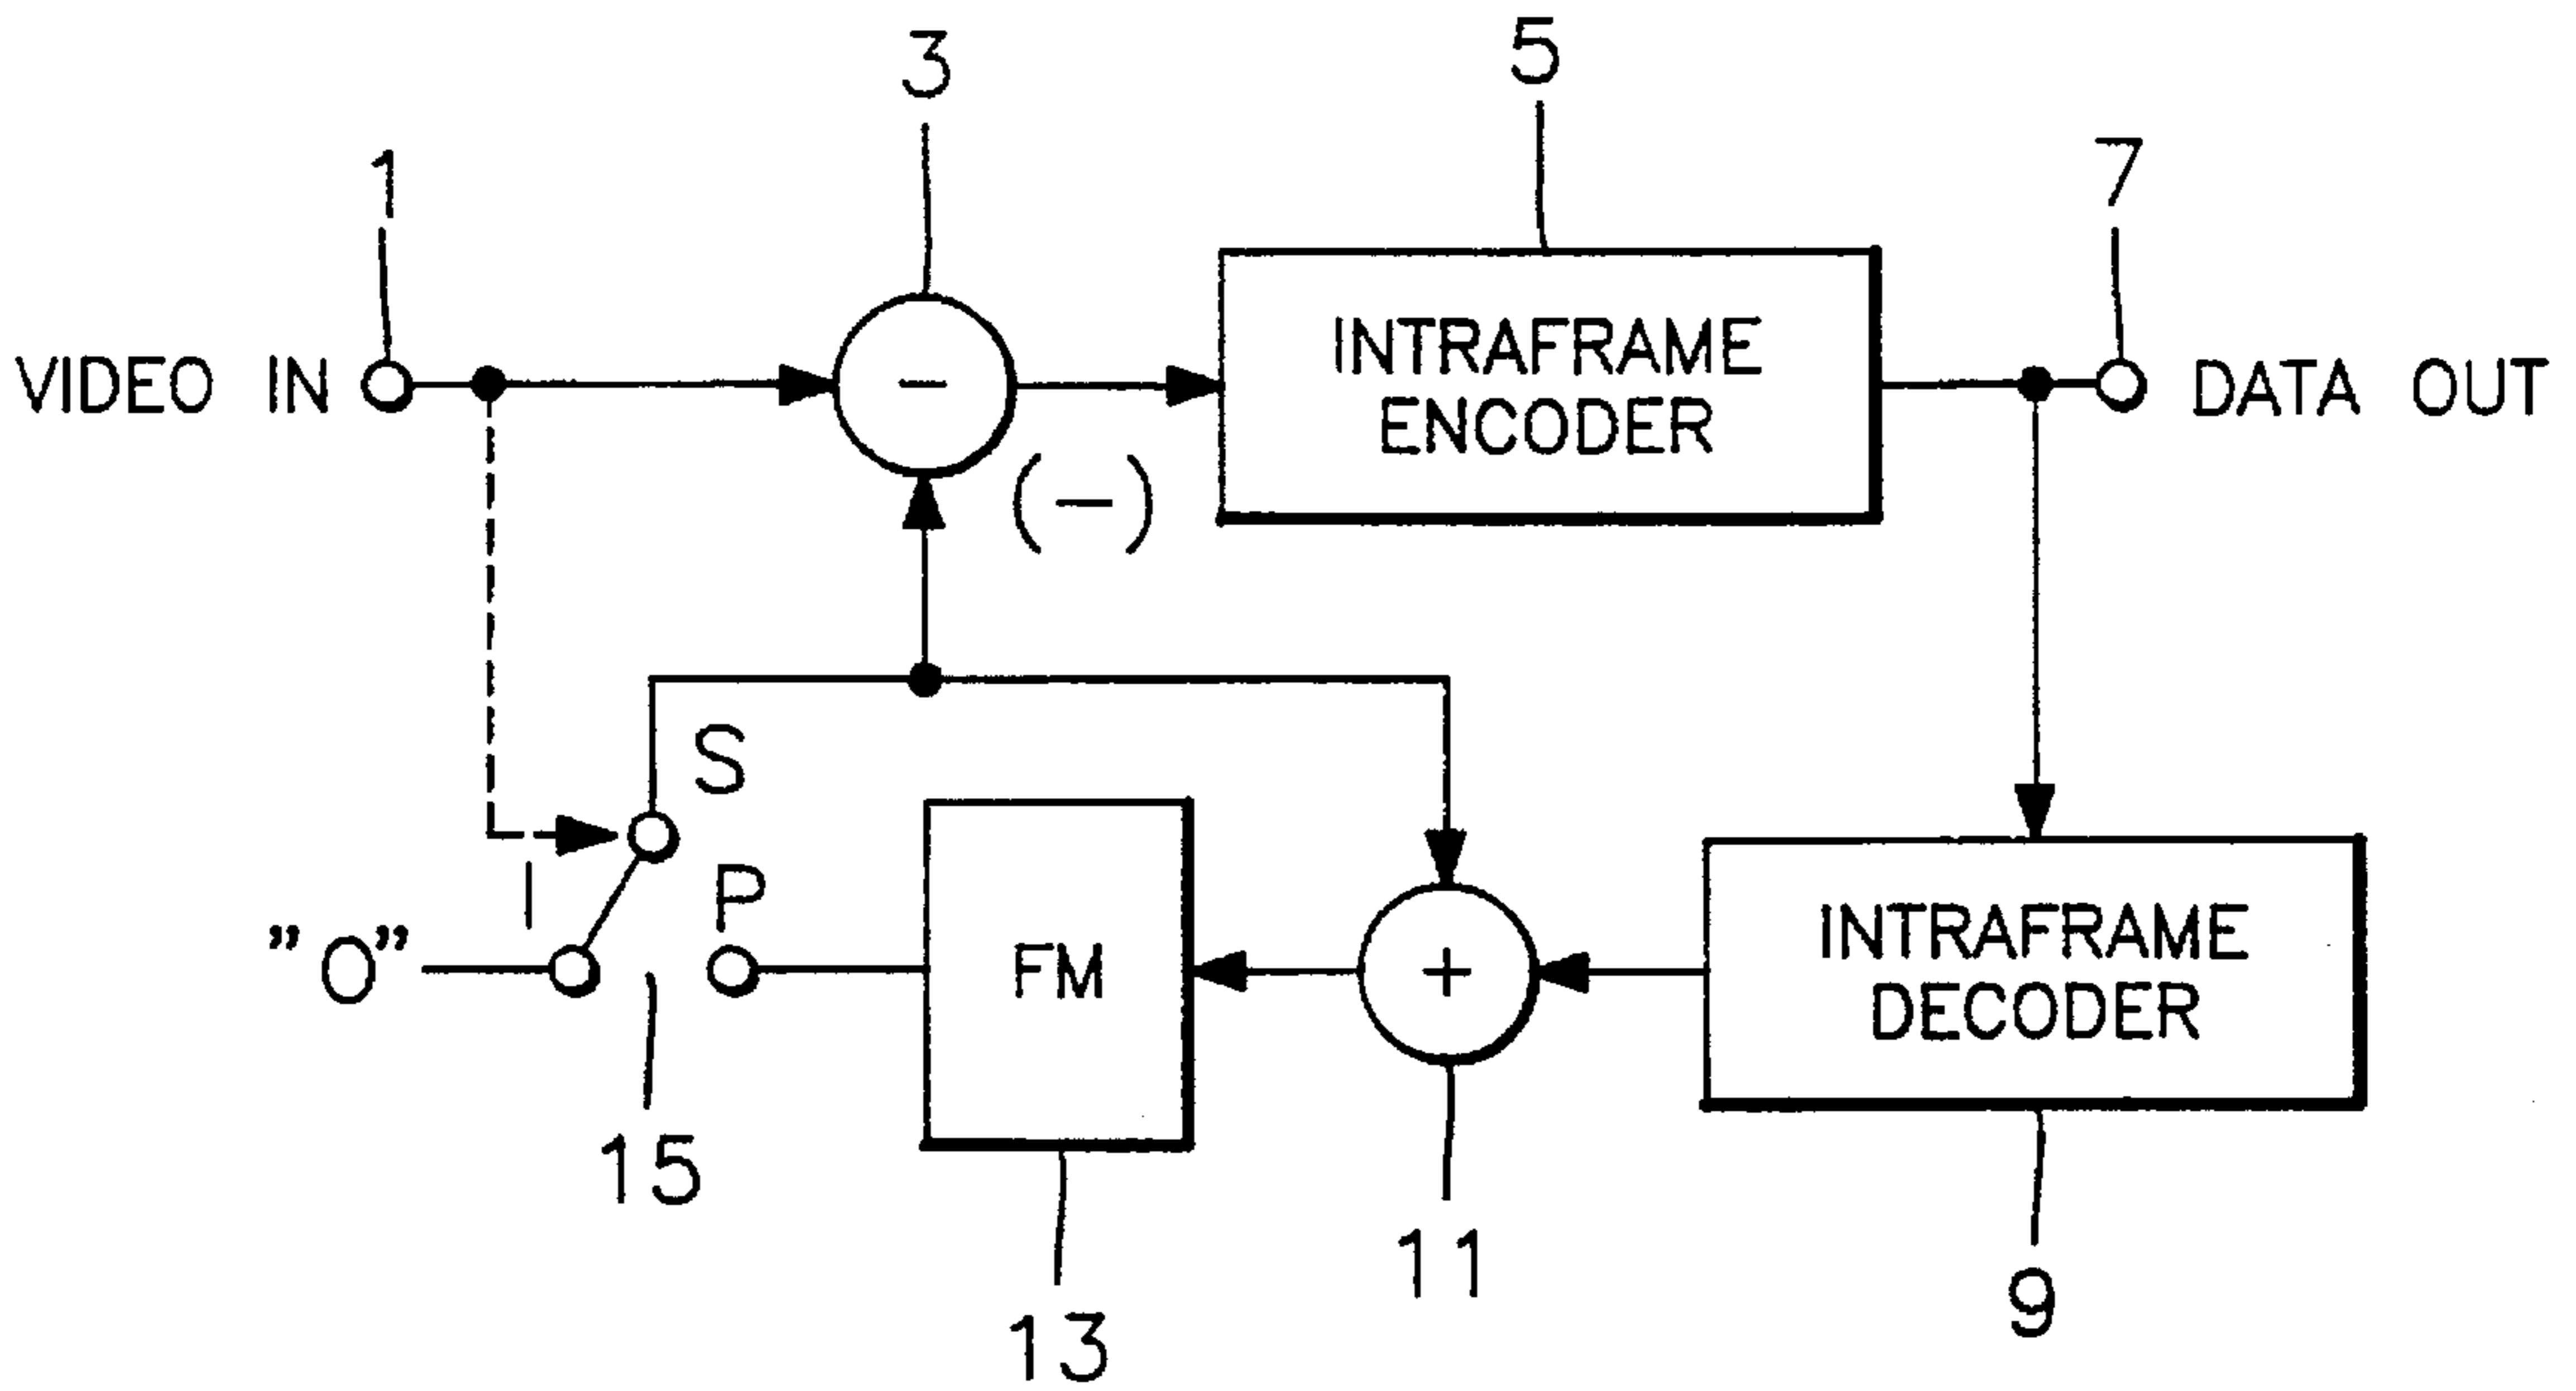 3
5
1
7
VIDEO IN
−
INTRAFRAME
ENCODER
DATA OUT
(−)
S
I
P
"0"
FM
+
INTRAFRAME
DECODER
15
11
13
9